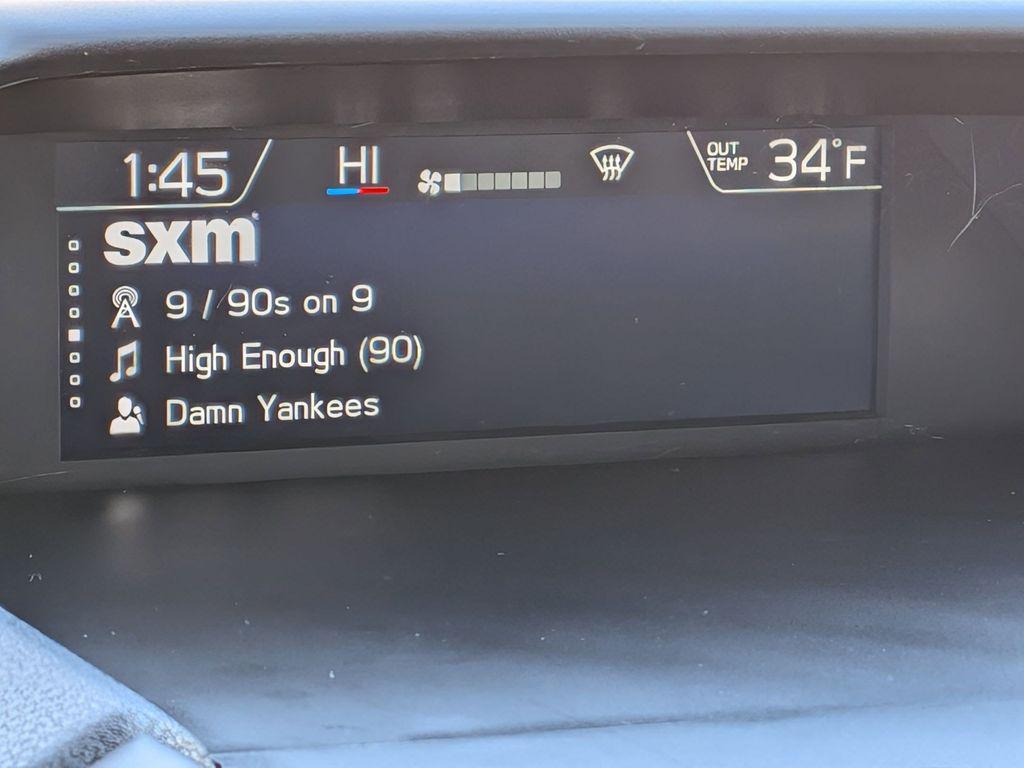 1:45
HI
OUT
TEMP
34°F
sxm
9 / 90s on 9
High Enough (90)
Damn Yankees